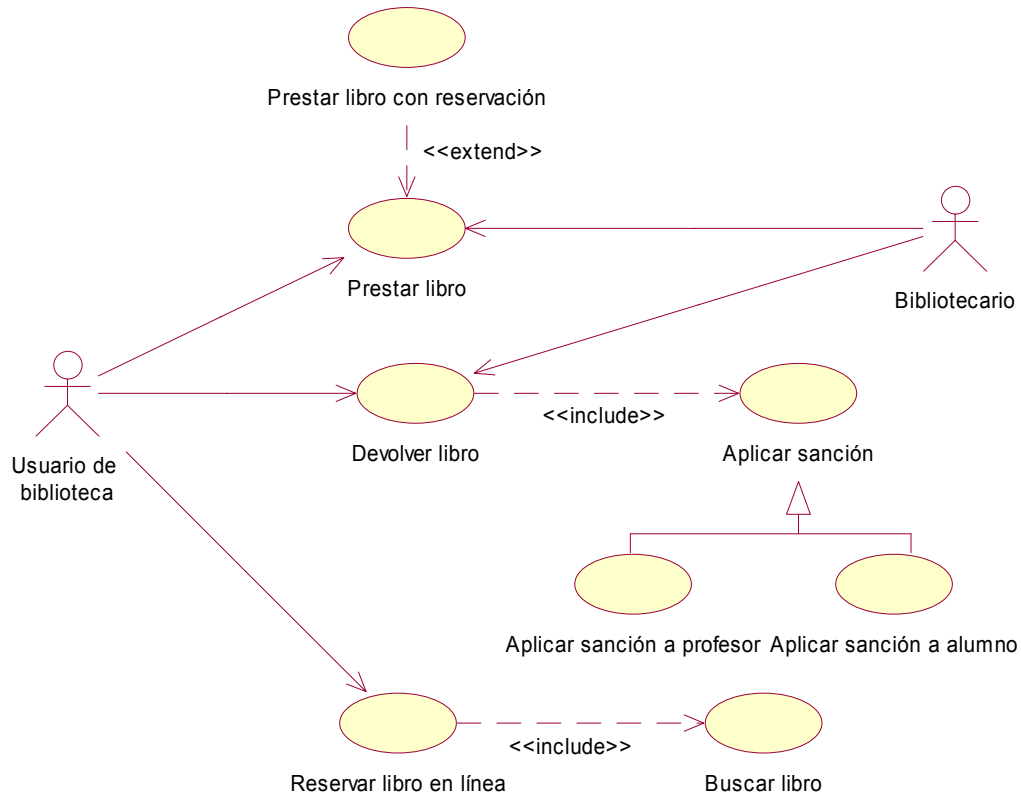 Prestar libro con reservación
<<extend>>
Prestar libro
Bibliotecario
Usuario de
biblioteca
Devolver libro
<<include>>
Aplicar sanción
Aplicar sanción a profesor
Aplicar sanción a alumno
Reservar libro en línea
<<include>>
Buscar libro